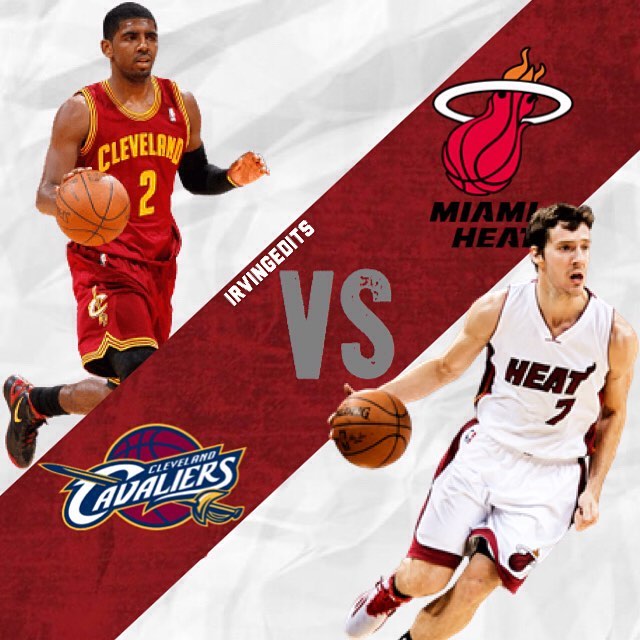 CLEVELAND
2
MIAMI
HEAT
IRVINGEDITS
VS
HEAT
7
CLEVELAND
CAVALIERS